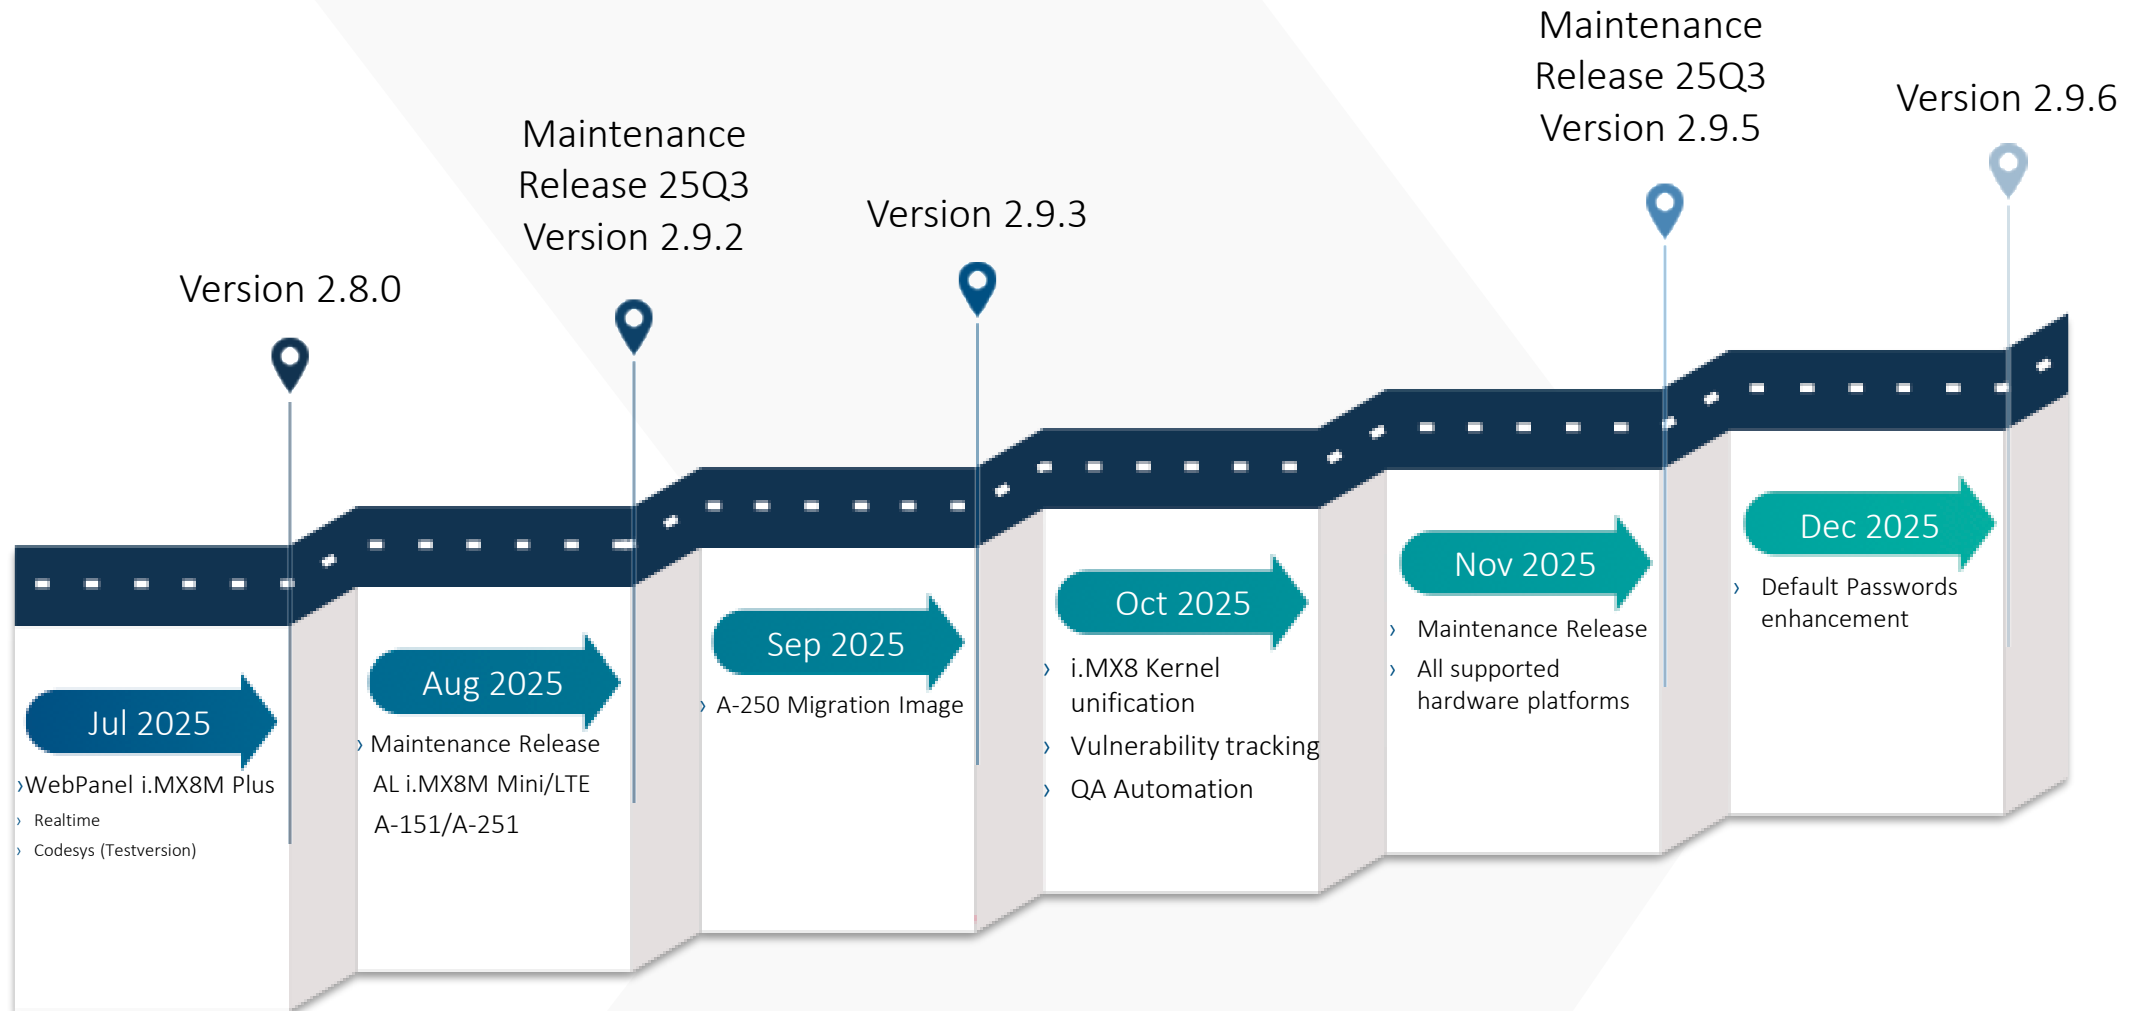 Version 2.8.0
Maintenance
Release 25Q3
Version 2.9.2
Version 2.9.3
Maintenance
Release 25Q3
Version 2.9.5
Version 2.9.6
Jul 2025
›WebPanel i.MX8M Plus
› Realtime
› Codesys (Testversion)
Aug 2025
› Maintenance Release
AL i.MX8M Mini/LTE
A-151/A-251
Sep 2025
› A-250 Migration Image
Oct 2025
› i.MX8 Kernel
unification
› Vulnerability tracking
› QA Automation
Nov 2025
› Maintenance Release
› All supported
hardware platforms
Dec 2025
› Default Passwords
enhancement